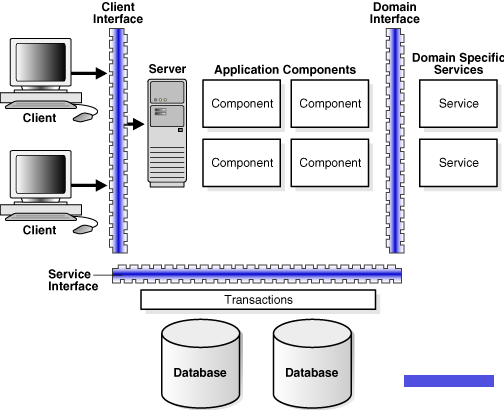 Client
Interface
Domain
Interface
Server
Application Components
Domain Specific
Services
Client
Component
Component
Service
Component
Component
Service
Client
Service
Interface
Transactions
Database
Database